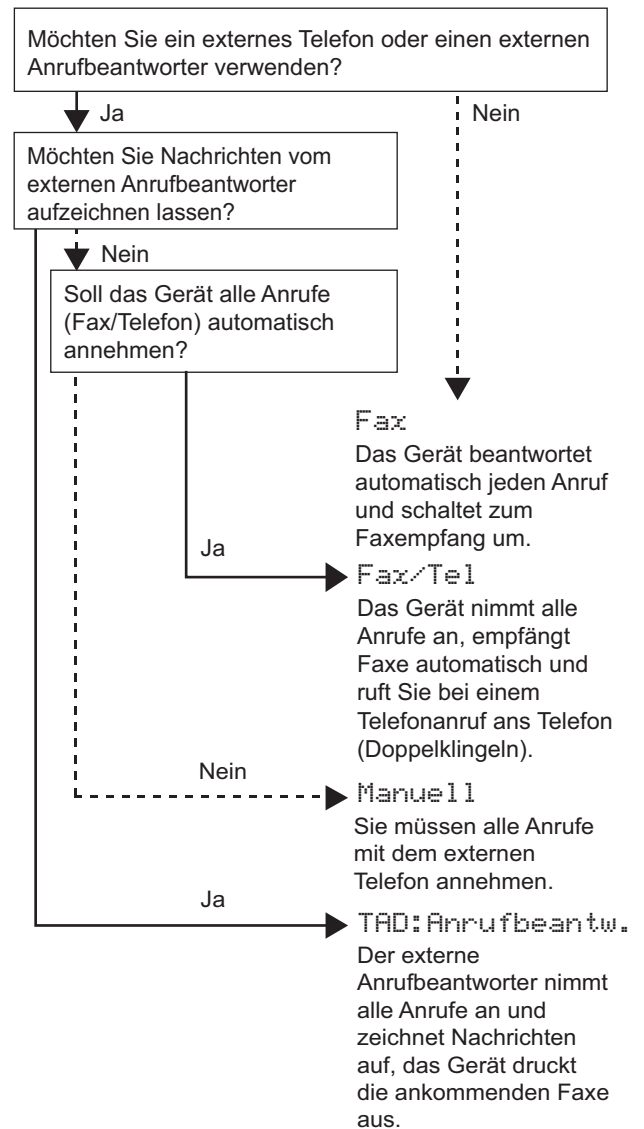 Möchten Sie ein externes Telefon oder einen externen
Anrufbeantworter verwenden?
Ja
Nein
Möchten Sie Nachrichten vom
externen Anrufbeantworter
aufzeichnen lassen?
Nein
Soll das Gerät alle Anrufe
(Fax/Telefon) automatisch
annehmen?
Fax
Das Gerät beantwortet
automatisch jeden Anruf
und schaltet zum
Faxempfang um.
Ja
Fax/Tel
Das Gerät nimmt alle
Anrufe an, empfängt
Faxe automatisch und
ruft Sie bei einem
Telefonanruf ans Telefon
(Doppelklingeln).
Nein
Manuell
Sie müssen alle Anrufe
mit dem externen
Telefon annehmen.
Ja
TAD:Anrufbeantw.
Der externe
Anrufbeantworter nimmt
alle Anrufe an und
zeichnet Nachrichten
auf, das Gerät druckt
die ankommenden Faxe
aus.